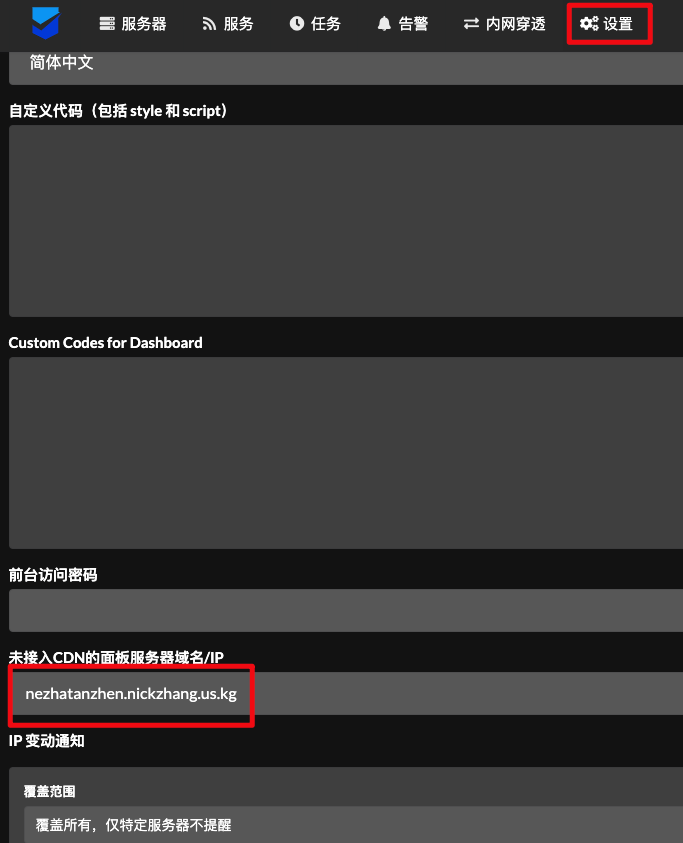 服务器 服务 任务 告警 内网穿透 设置
简体中文
自定义代码（包括 style 和 script）
Custom Codes for Dashboard
前台访问密码
未接入CDN的面板服务器域名/IP
nezhatanzhen.nickzhang.us.kg
IP 变动通知
覆盖范围
覆盖所有，仅特定服务器不提醒